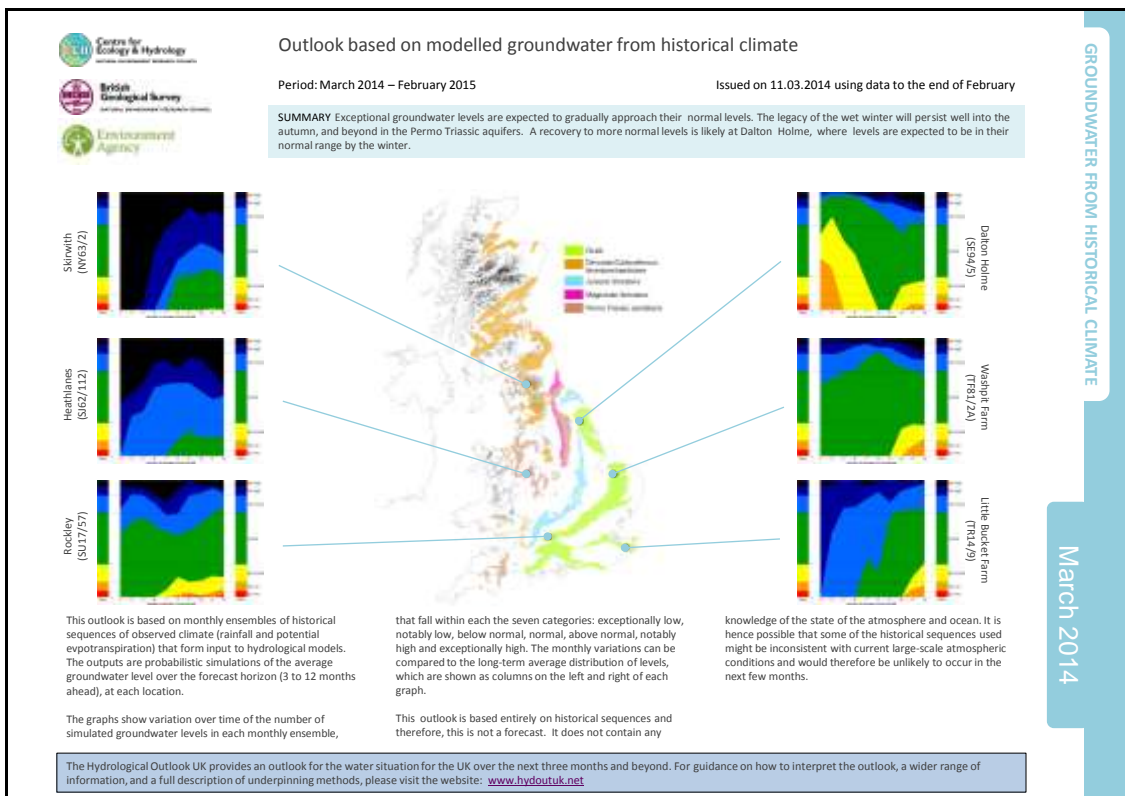 Centre for
Ecology & Hydrology
NATURAL ENVIRONMENT RESEARCH COUNCIL
British
Geological Survey
NATURAL ENVIRONMENT RESEARCH COUNCIL
Environment
Agency
Outlook based on modelled groundwater from historical climate
Period: March 2014 – February 2015
Issued on 11.03.2014 using data to the end of February
SUMMARY Exceptional groundwater levels are expected to gradually approach their normal levels. The legacy of the wet winter will persist well into the
autumn, and beyond in the Permo Triassic aquifers. A recovery to more normal levels is likely at Dalton Holme, where levels are expected to be in their
normal range by the winter.
GROUNDWATER FROM HISTORICAL CLIMATE
March 2014
Skirwith
(NY63/2)
Heathlanes
(SJ62/112)
Rockley
(SU17/57)
Dalton Holme
(SE94/5)
Washpit Farm
(TF81/2A)
Little Bucket Farm
(TR14/9)
This outlook is based on monthly ensembles of historical
sequences of observed climate (rainfall and potential
evpotranspiration) that form input to hydrological models.
The outputs are probabilistic simulations of the average
groundwater level over the forecast horizon (3 to 12 months
ahead), at each location.
The graphs show variation over time of the number of
simulated groundwater levels in each monthly ensemble,
that fall within each the seven categories: exceptionally low,
notably low, below normal, normal, above normal, notably
high and exceptionally high. The monthly variations can be
compared to the long-term average distribution of levels,
which are shown as columns on the left and right of each
graph.
This outlook is based entirely on historical sequences and
therefore, this is not a forecast. It does not contain any
knowledge of the state of the atmosphere and ocean. It is
hence possible that some of the historical sequences used
might be inconsistent with current large-scale atmospheric
conditions and would therefore be unlikely to occur in the
next few months.
The Hydrological Outlook UK provides an outlook for the water situation for the UK over the next three months and beyond. For guidance on how to interpret the outlook, a wider range of
information, and a full description of underpinning methods, please visit the website: www.hydoutuk.net